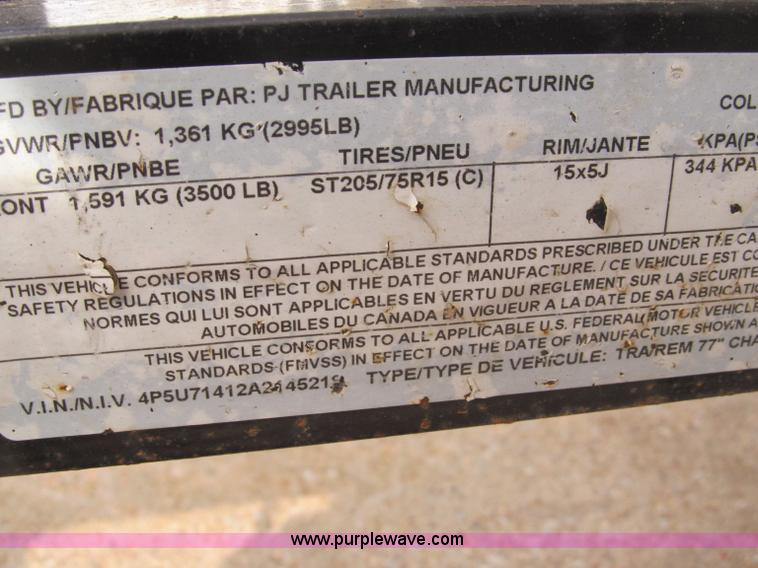 FD BY/FABRIQUE PAR: PJ TRAILER MANUFACTURING
GVWR/PNBV: 1,361 KG (2995LB)
COL
GAWR/PNBE TIRES/PNEU RIM/JANTE KPA(PS
ONT 1,591 KG (3500 LB) ST205/75R15 (C) 15x5J 344 KPA
THIS VEHICLE CONFORMS TO ALL APPLICABLE STANDARDS PRESCRIBED UNDER THE CA
SAFETY REGULATIONS IN EFFECT ON THE DATE OF MANUFACTURE. / CE VEHICULE EST CO
NORMES QUI LUI SONT APPLICABLES EN VERTU DU REGLEMENT SUR LA SECURITE
AUTOMOBILES DU CANADA EN VIGUEUR A LA DATE DE SA FABRICATIO
THIS VEHICLE CONFORMS TO ALL APPLICABLE U.S. FEDERAL MOTOR VEHICLE
STANDARDS (FMVSS) IN EFFECT ON THE DATE OF MANUFACTURE SHOWN A
V.I.N./N.I.V. TYPE/TYPE DE VEHICULE: TRA/REM 77" CHA
www.purplewave.com